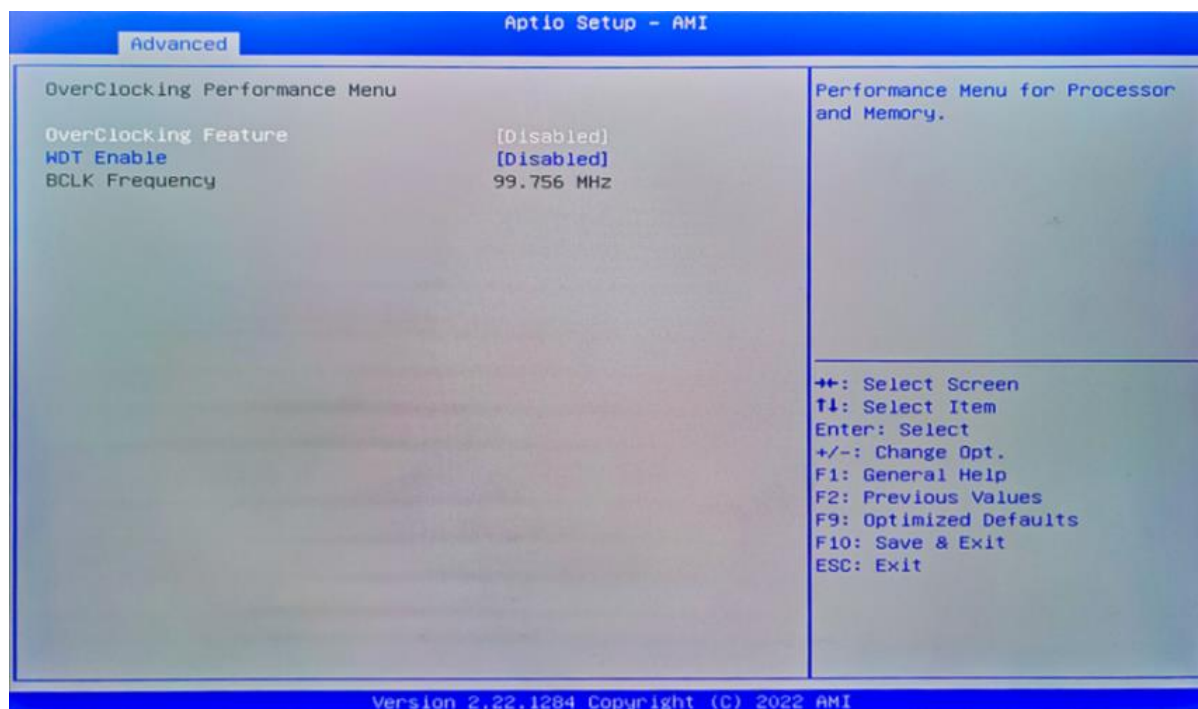 Aptio Setup - AMI
Advanced
OverClocking Performance Menu
OverClocking Feature [Disabled]
WDT Enable [Disabled]
BCLK Frequency 99.756 MHz
Performance Menu for Processor
and Memory.
→←: Select Screen
↑↓: Select Item
Enter: Select
+/-: Change Opt.
F1: General Help
F2: Previous Values
F9: Optimized Defaults
F10: Save & Exit
ESC: Exit
Version 2.22.1284 Copyright (C) 2022 AMI